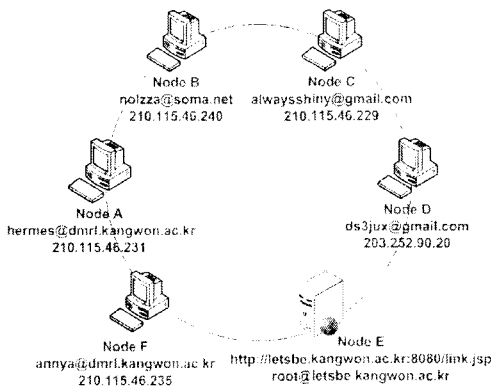 Node B
nolzza@soma.net
210.115.46.240
Node C
alwaysshiny@gmail.com
210.115.46.229
Node A
hermes@dmrl.kangwon.ac.kr
210.115.46.231
Node D
ds3jux@gmail.com
203.252.90.20
Node F
annya@dmrl.kangwon.ac.kr
210.115.46.235
Node E
http://letsbe.kangwon.ac.kr:8080/link.jsp
root@letsbe.kangwon.ac.kr